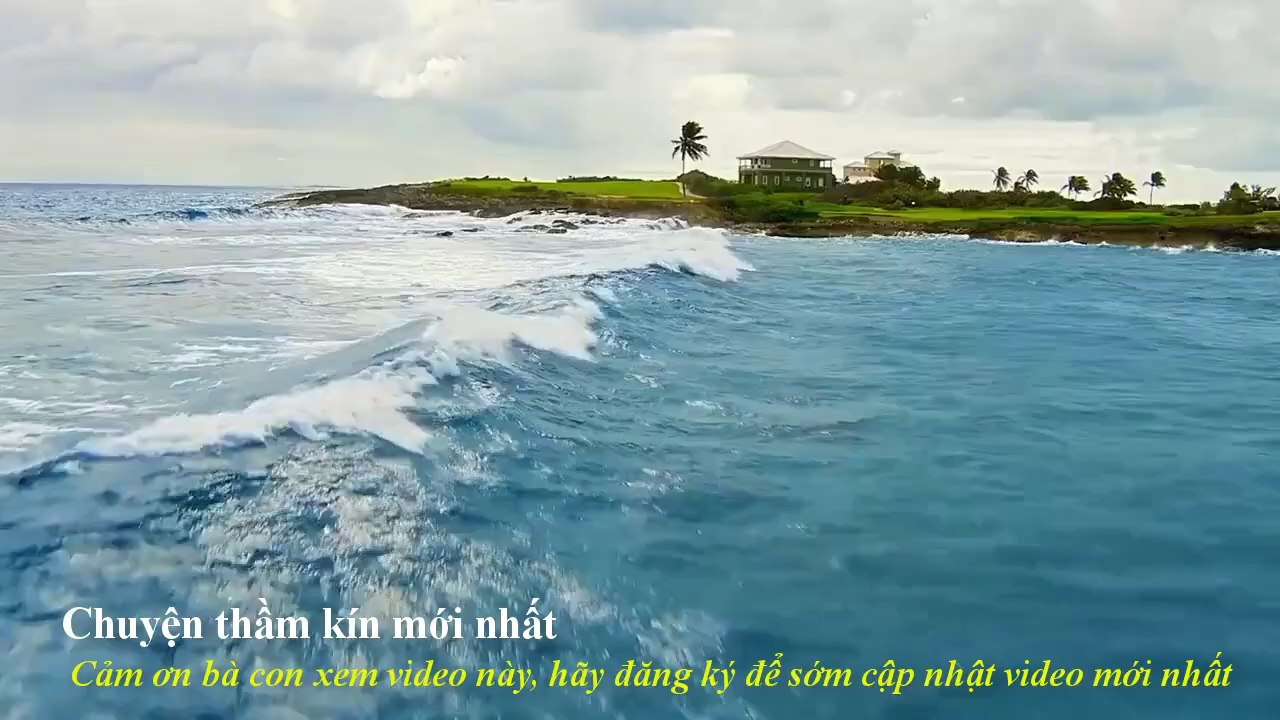 Chuyện thầm kín mới nhất
Cảm ơn bà con xem video này, hãy đăng ký để sớm cập nhật video mới nhất